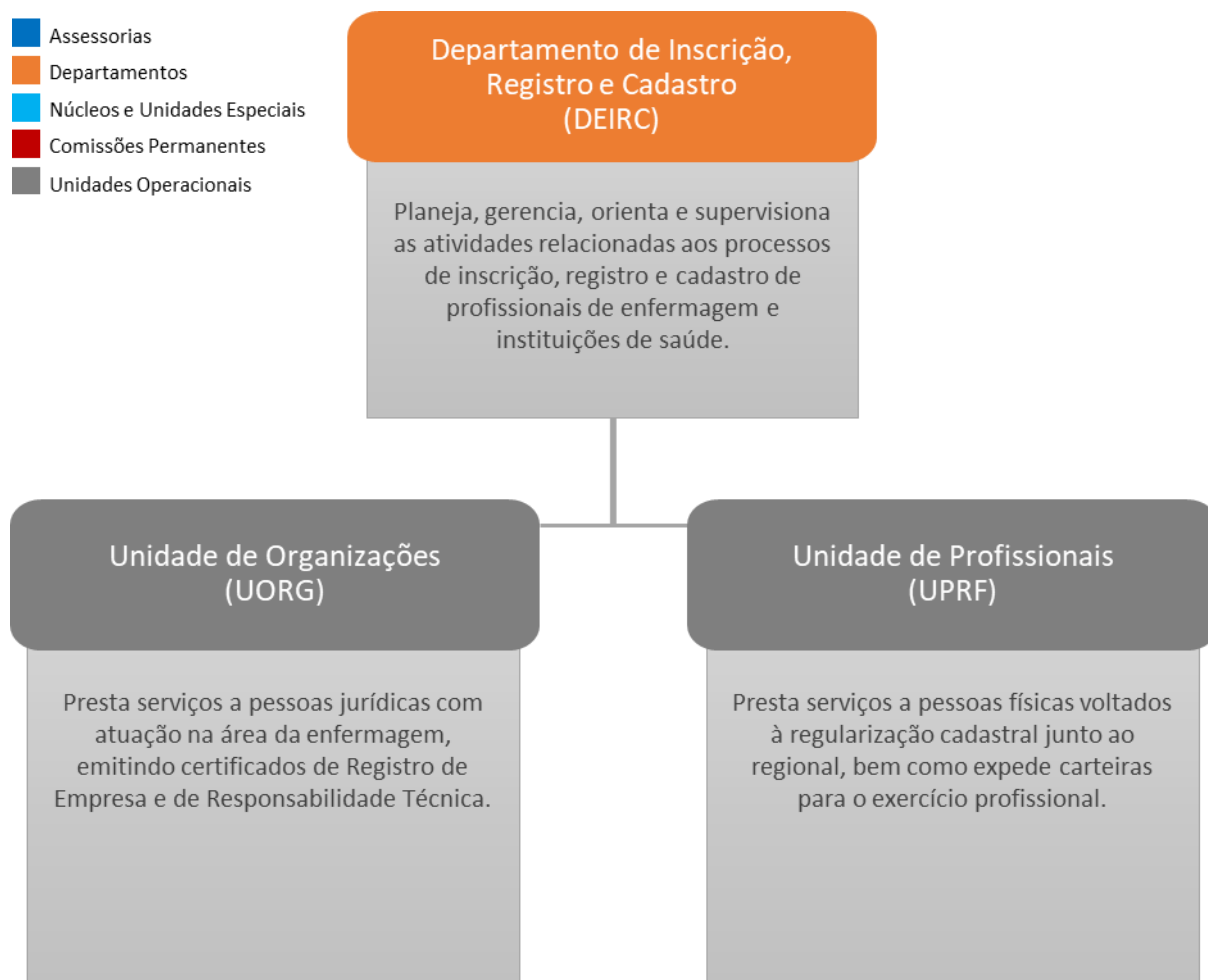 Assessorias
Departamentos
Núcleos e Unidades Especiais
Comissões Permanentes
Unidades Operacionais
Departamento de Inscrição,
Registro e Cadastro
(DEIRC)
Planeja, gerencia, orienta e supervisiona
as atividades relacionadas aos processos
de inscrição, registro e cadastro de
profissionais de enfermagem e
instituições de saúde.
Unidade de Organizações
(UORG)
Presta serviços a pessoas jurídicas com
atuação na área da enfermagem,
emitindo certificados de Registro de
Empresa e de Responsabilidade Técnica.
Unidade de Profissionais
(UPRF)
Presta serviços a pessoas físicas voltados
à regularização cadastral junto ao
regional, bem como expede carteiras
para o exercício profissional.